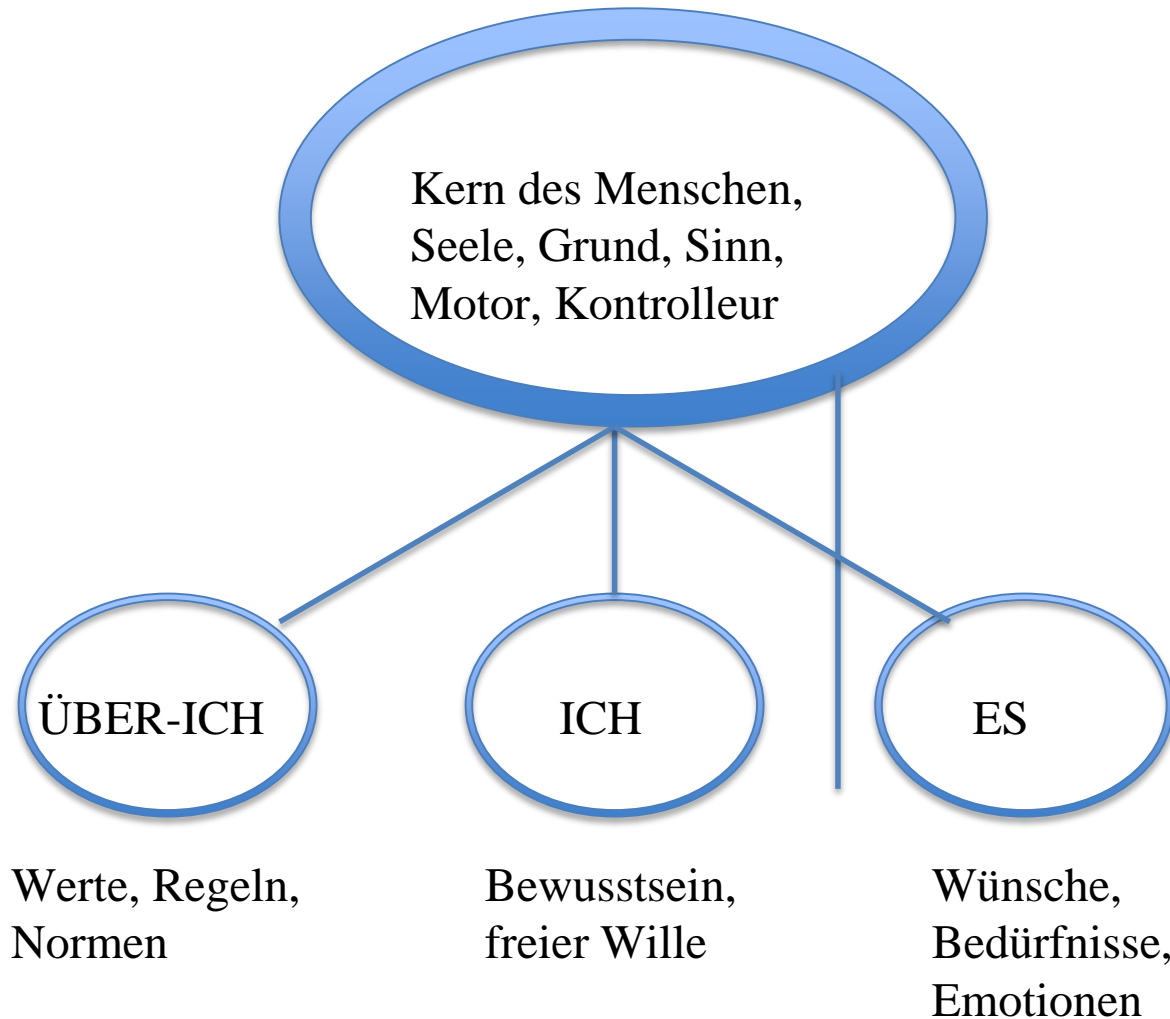 Kern des Menschen,
Seele, Grund, Sinn,
Motor, Kontrolleur
ÜBER-ICH
ICH
ES
Werte, Regeln,
Normen
Bewusstsein,
freier Wille
Wünsche,
Bedürfnisse,
Emotionen